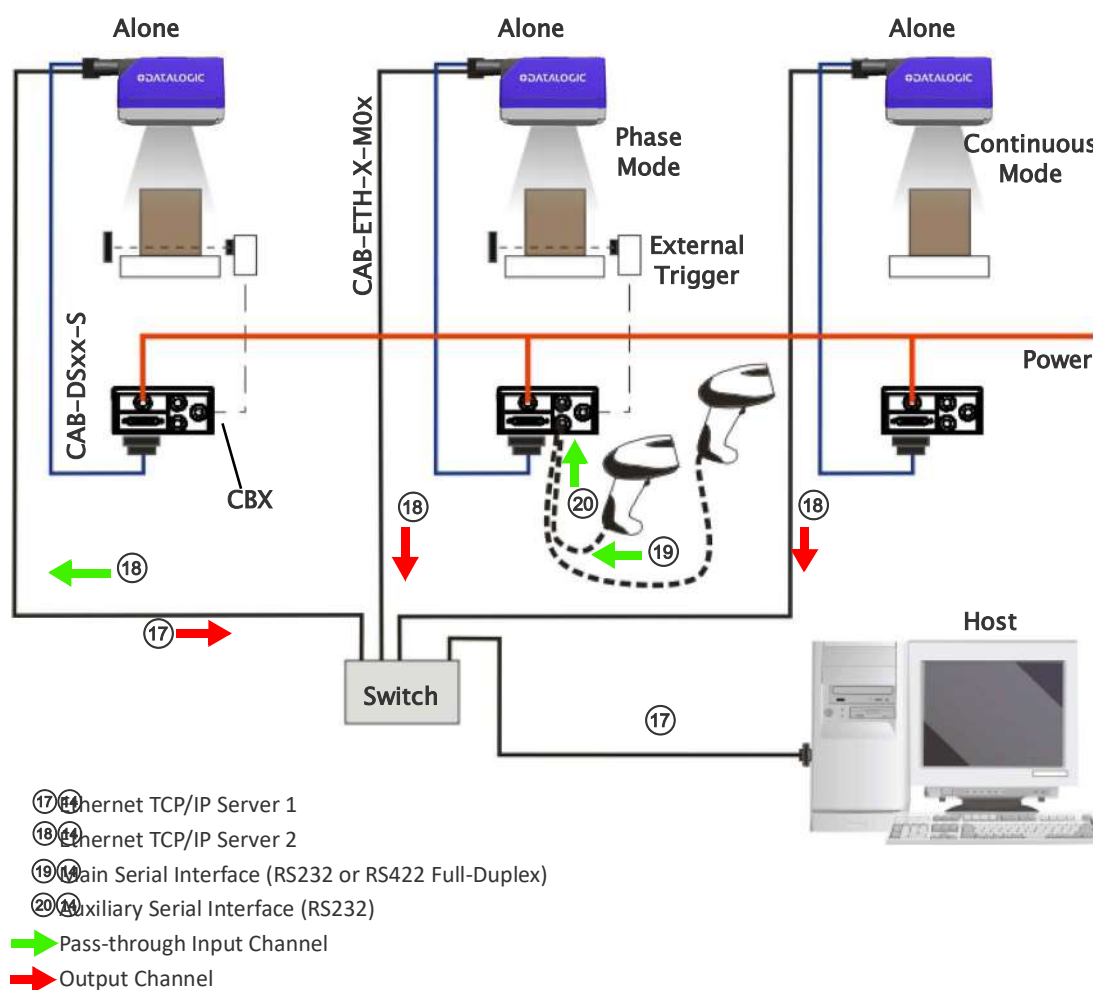 Alone
Alone
Alone
DATALOGIC
DATALOGIC
DATALOGIC
Phase
Mode
Continuous
Mode
CAB-ETH-X-M0x
External
Trigger
CAB-DSxx-S
Power
CBX
20
18
18
19
18
17
Host
Switch
17
17 Ethernet TCP/IP Server 1
18 Ethernet TCP/IP Server 2
19 Main Serial Interface (RS232 or RS422 Full-Duplex)
20 Auxiliary Serial Interface (RS232)
Pass-through Input Channel
Output Channel